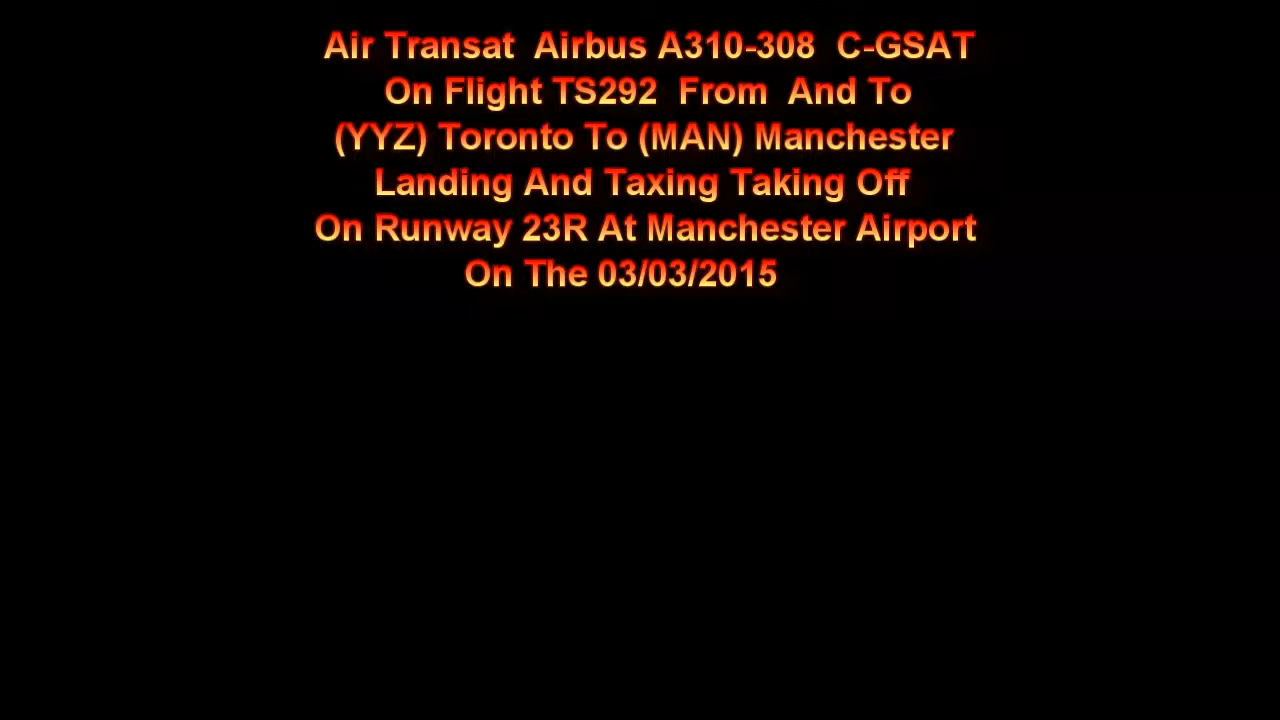 Air Transat Airbus A310-308 C-GSAT
On Flight TS292 From And To
(YYZ) Toronto To (MAN) Manchester
Landing And Taxing Taking Off
On Runway 23R At Manchester Airport
On The 03/03/2015